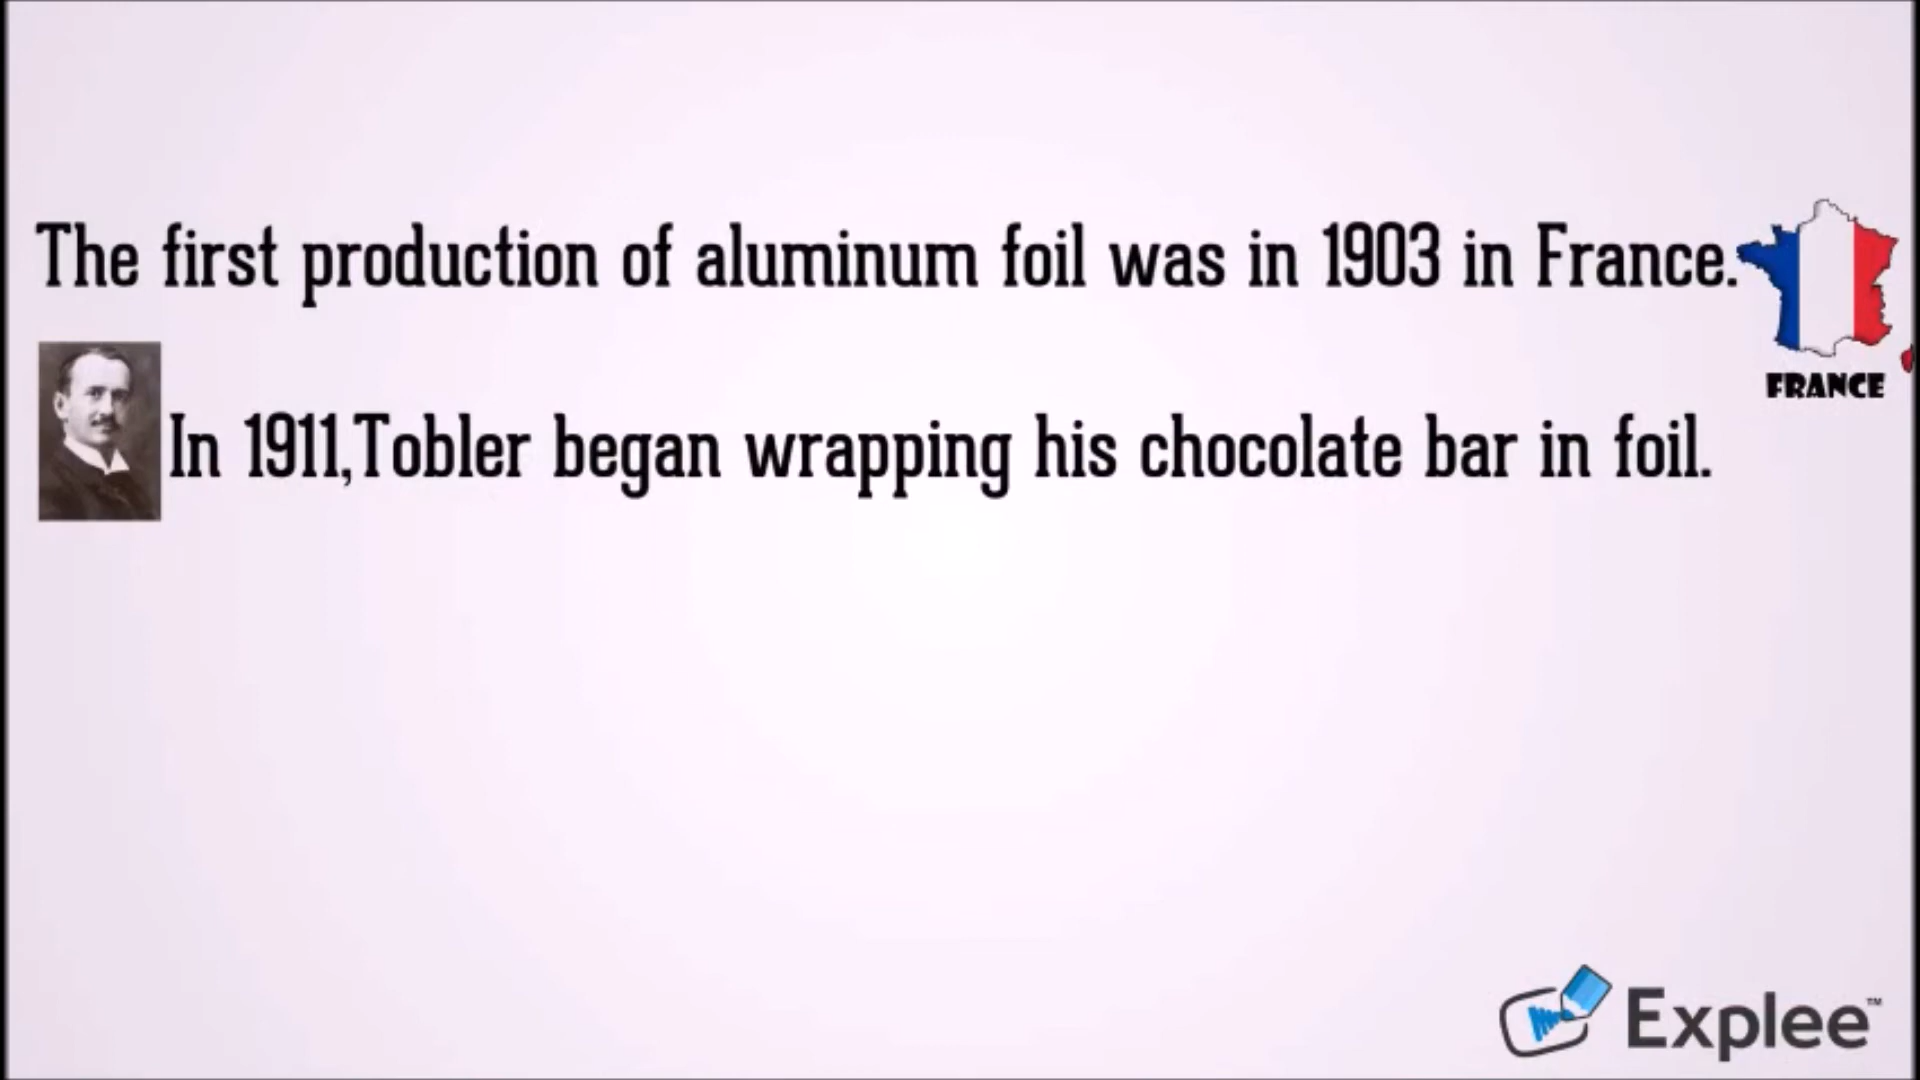 The first production of aluminum foil was in 1903 in France.
FRANCE
In 1911,Tobler began wrapping his chocolate bar in foil.
Explee™